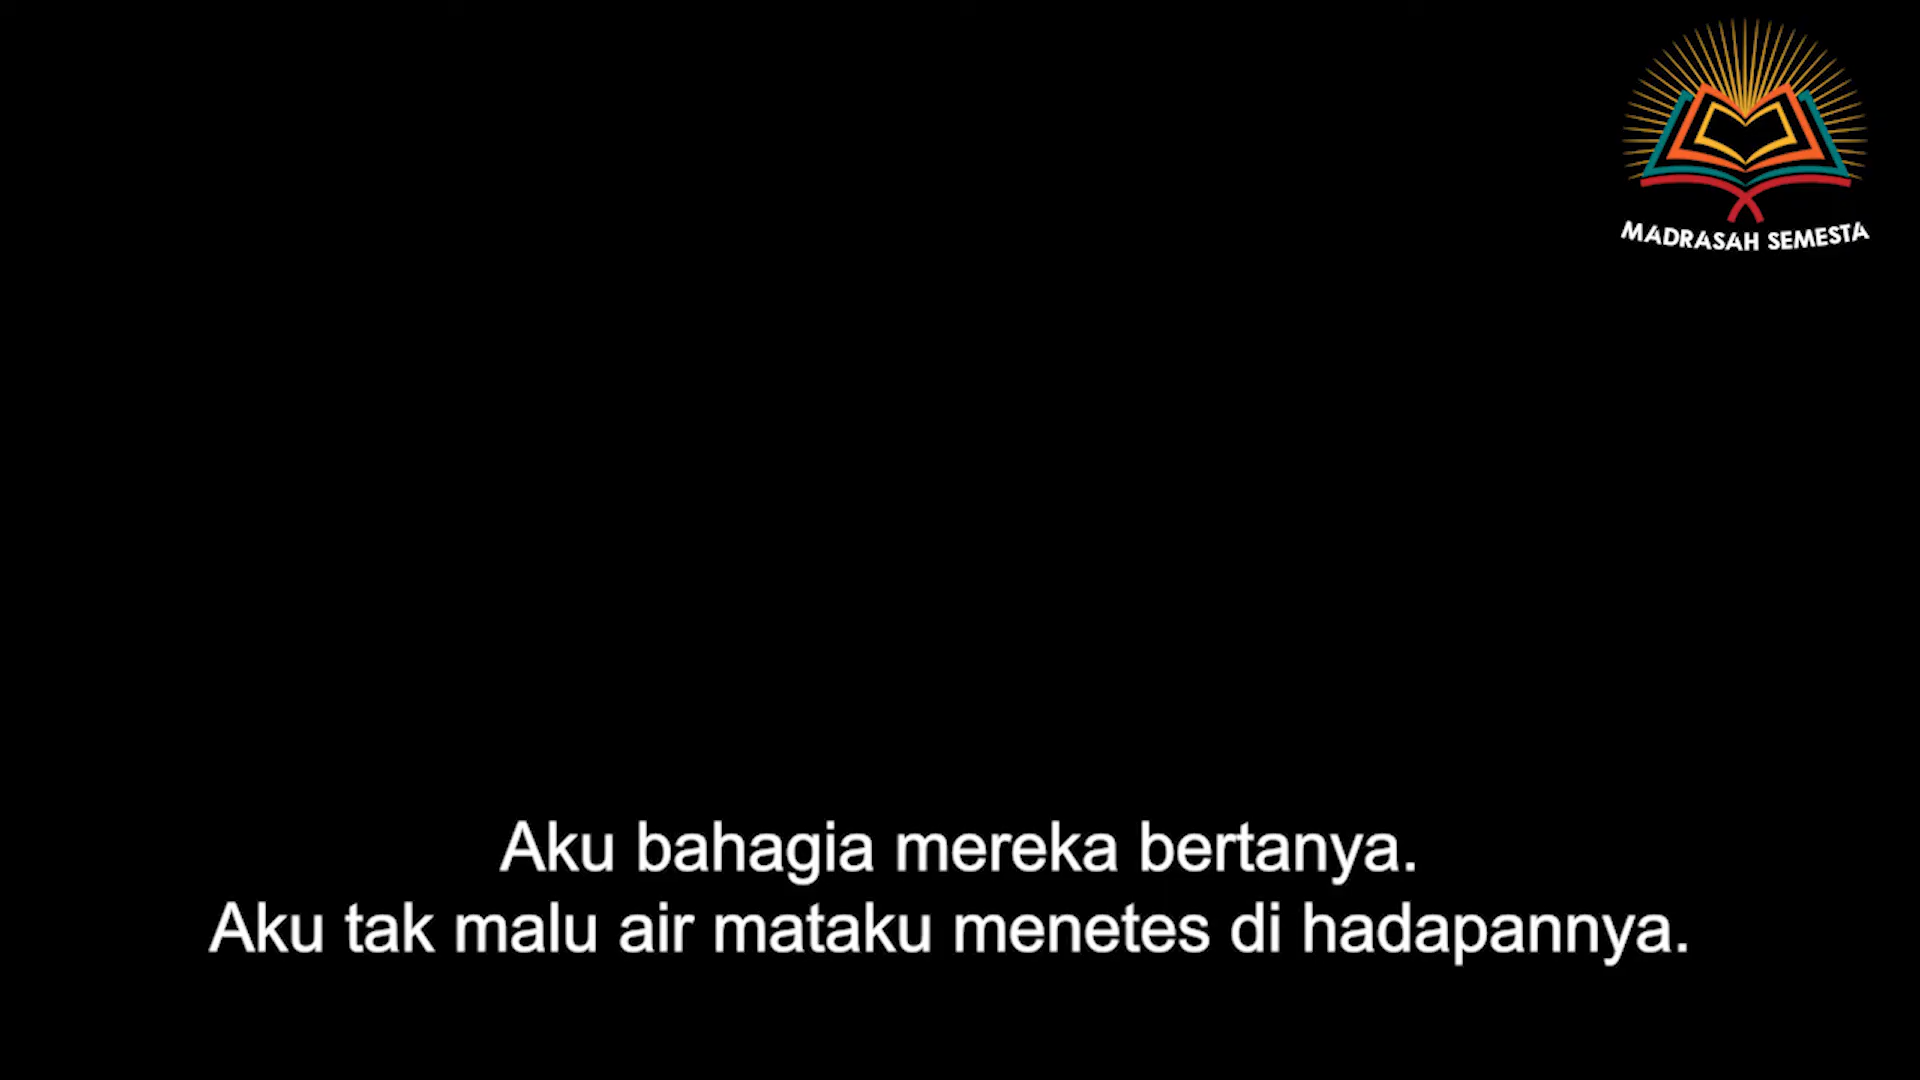 MADRASAH SEMESTA
Aku bahagia mereka bertanya.
Aku tak malu air mataku menetes di hadapannya.